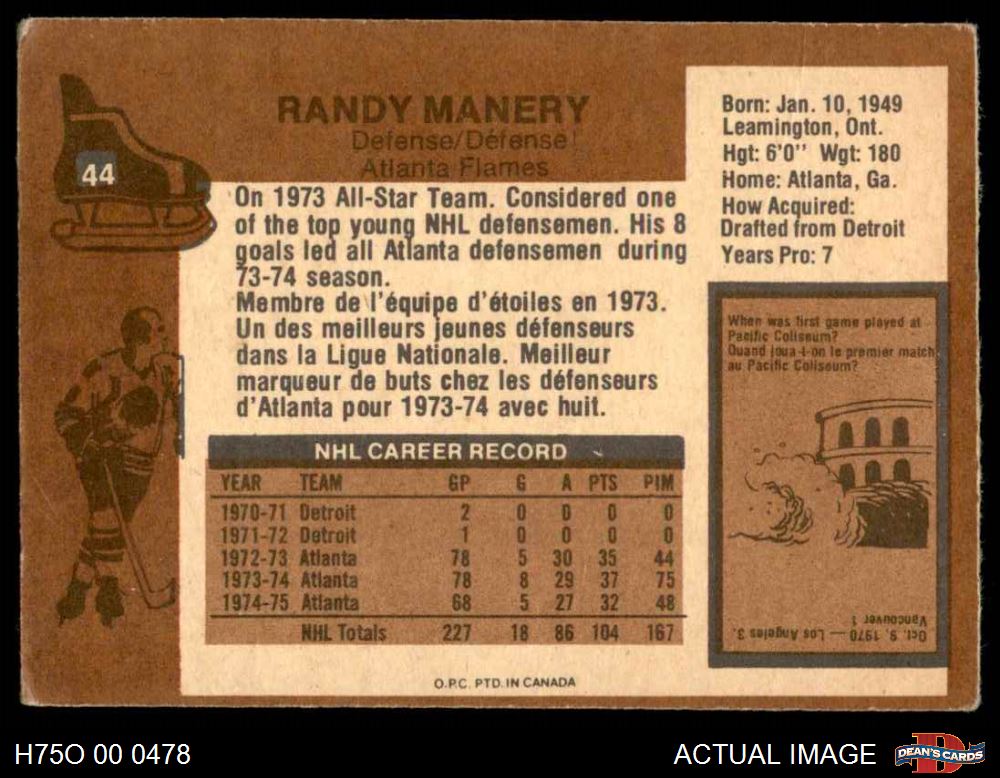 RANDY MANERY
Defense/Défense
Atlanta Flames
44
On 1973 All-Star Team. Considered one
of the top young NHL defensemen. His 8
goals led all Atlanta defensemen during
73-74 season.
Membre de l'équipe d'étoiles en 1973.
Un des meilleurs jeunes défenseurs
dans la Ligue Nationale. Meilleur
marqueur de buts chez les défenseurs
d'Atlanta pour 1973-74 avec huit.
Born: Jan. 10, 1949
Leamington, Ont.
Hgt: 6'0'' Wgt: 180
Home: Atlanta, Ga.
How Acquired:
Drafted from Detroit
Years Pro: 7
When was first game played at
Pacific Coliseum?
Quand joua-t-on le premier match
au Pacific Coliseum?
Oct. 9, 1970 — Los Angeles 3,
Vancouver 1
NHL CAREER RECORD
YEAR TEAM GP G A PTS PIM
1970-71 Detroit 2 0 0 0 0
1971-72 Detroit 1 0 0 0 0
1972-73 Atlanta 78 5 30 35 44
1973-74 Atlanta 78 8 29 37 75
1974-75 Atlanta 68 5 27 32 48
NHL Totals 227 18 86 104 167
O.P.C. PTD. IN CANADA
H75O 00 0478
ACTUAL IMAGE
DEAN'S CARDS